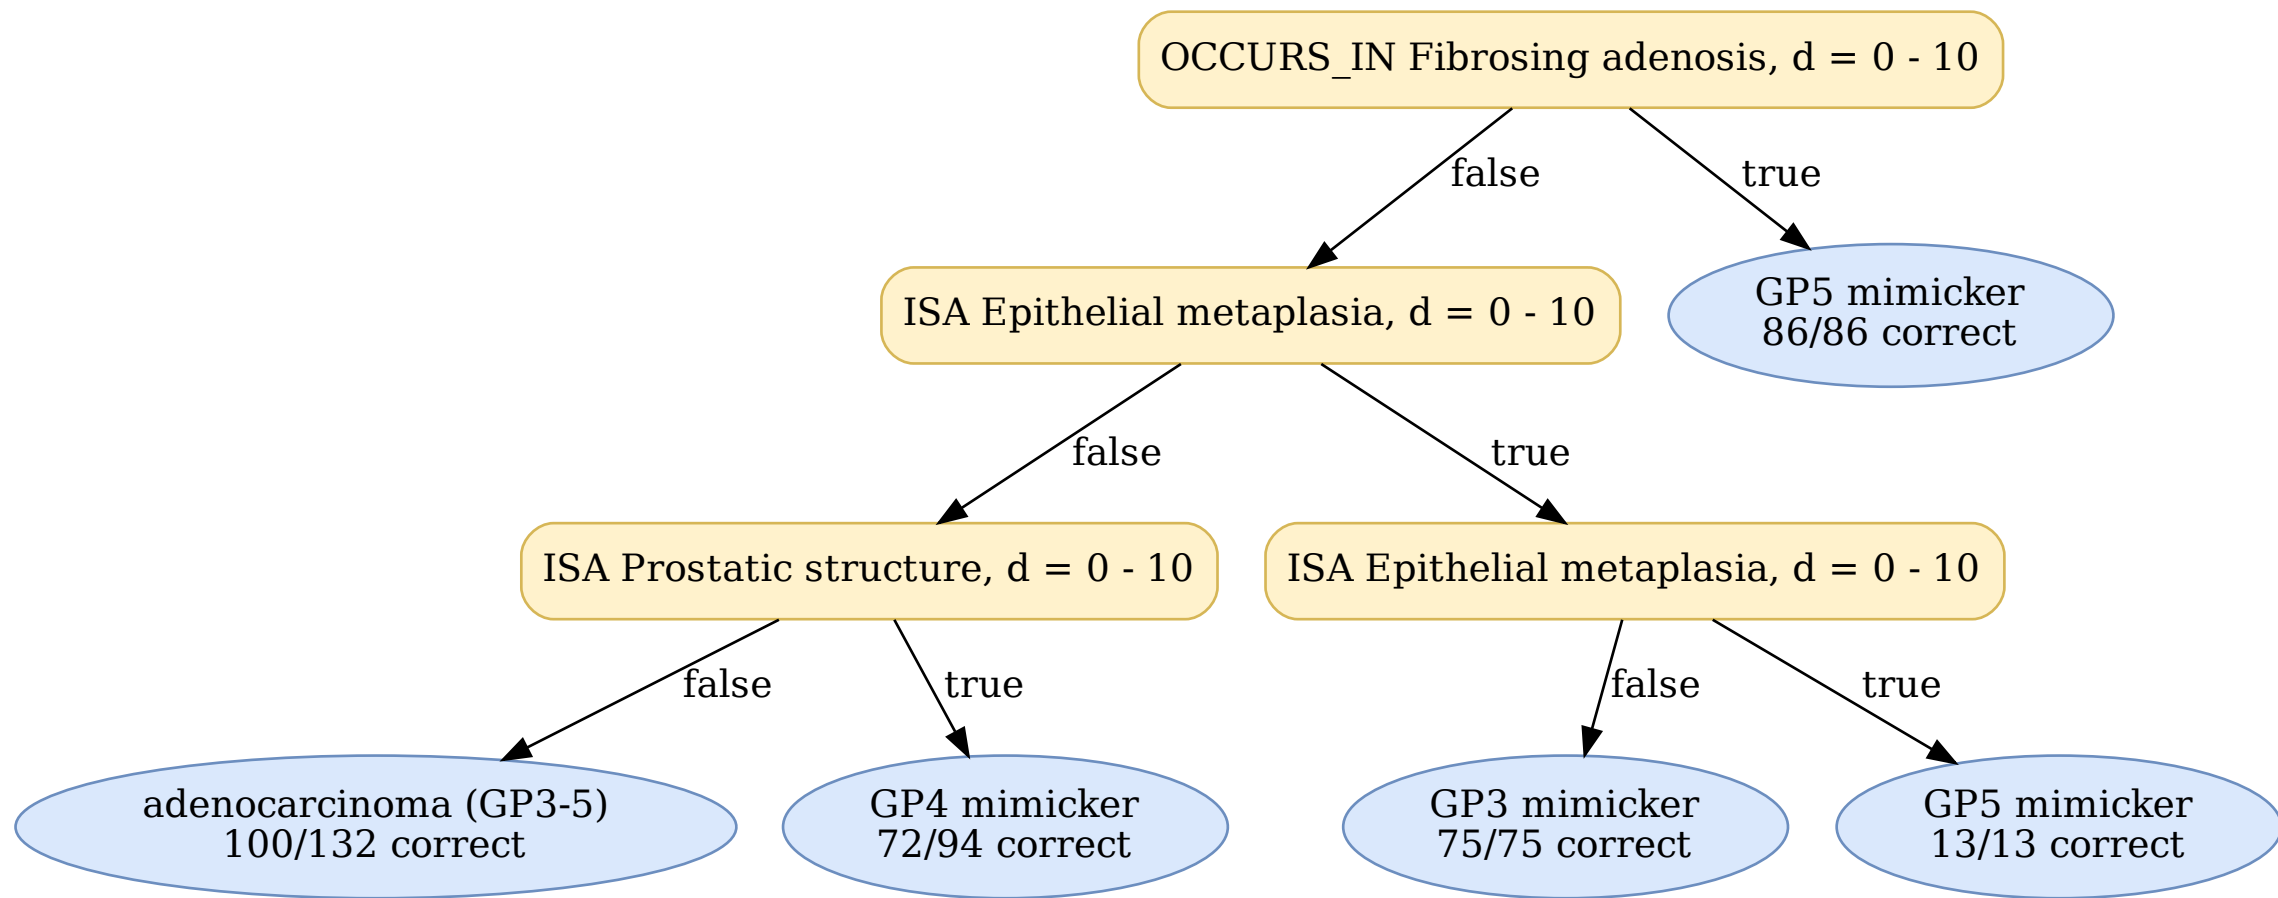 OCCURS_IN Fibrosing adenosis, d = 0 - 10
false
true
ISA Epithelial metaplasia, d = 0 - 10
GP5 mimicker
86/86 correct
false
true
ISA Prostatic structure, d = 0 - 10
ISA Epithelial metaplasia, d = 0 - 10
false
true
false
true
adenocarcinoma (GP3-5)
100/132 correct
GP4 mimicker
72/94 correct
GP3 mimicker
75/75 correct
GP5 mimicker
13/13 correct